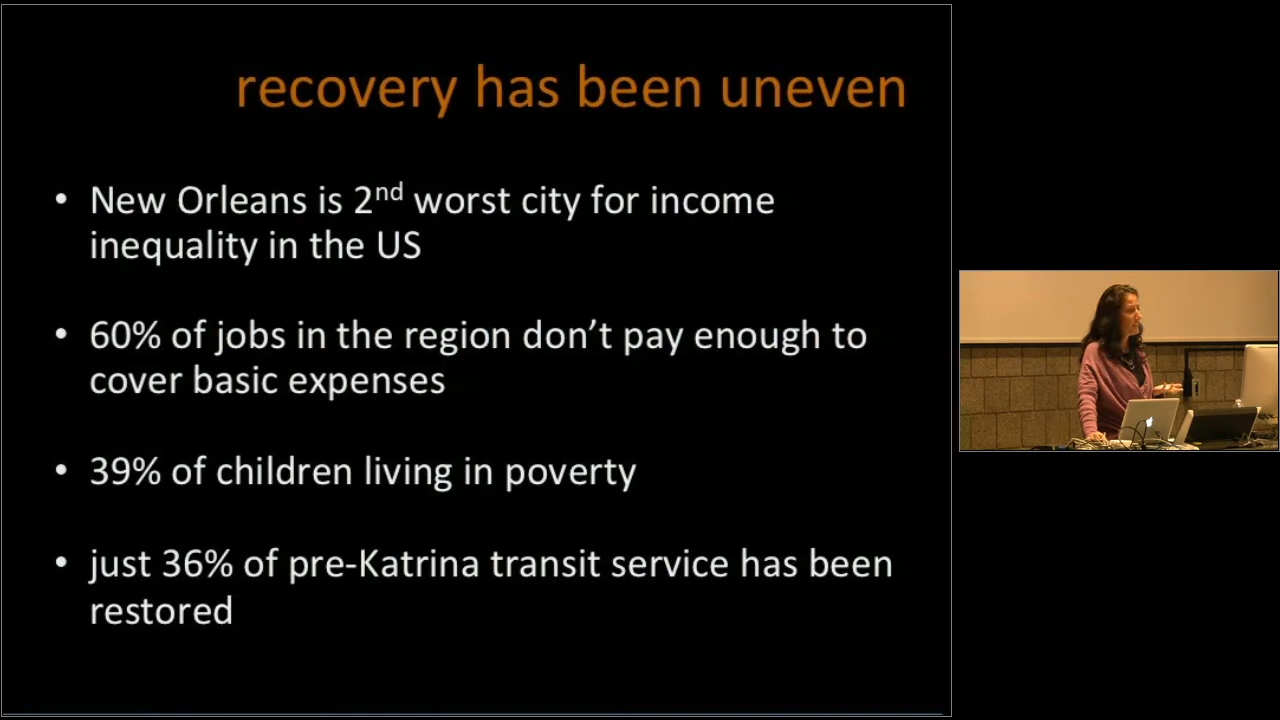 recovery has been uneven
• New Orleans is 2nd worst city for income
inequality in the US
• 60% of jobs in the region don’t pay enough to
cover basic expenses
• 39% of children living in poverty
• just 36% of pre-Katrina transit service has been
restored